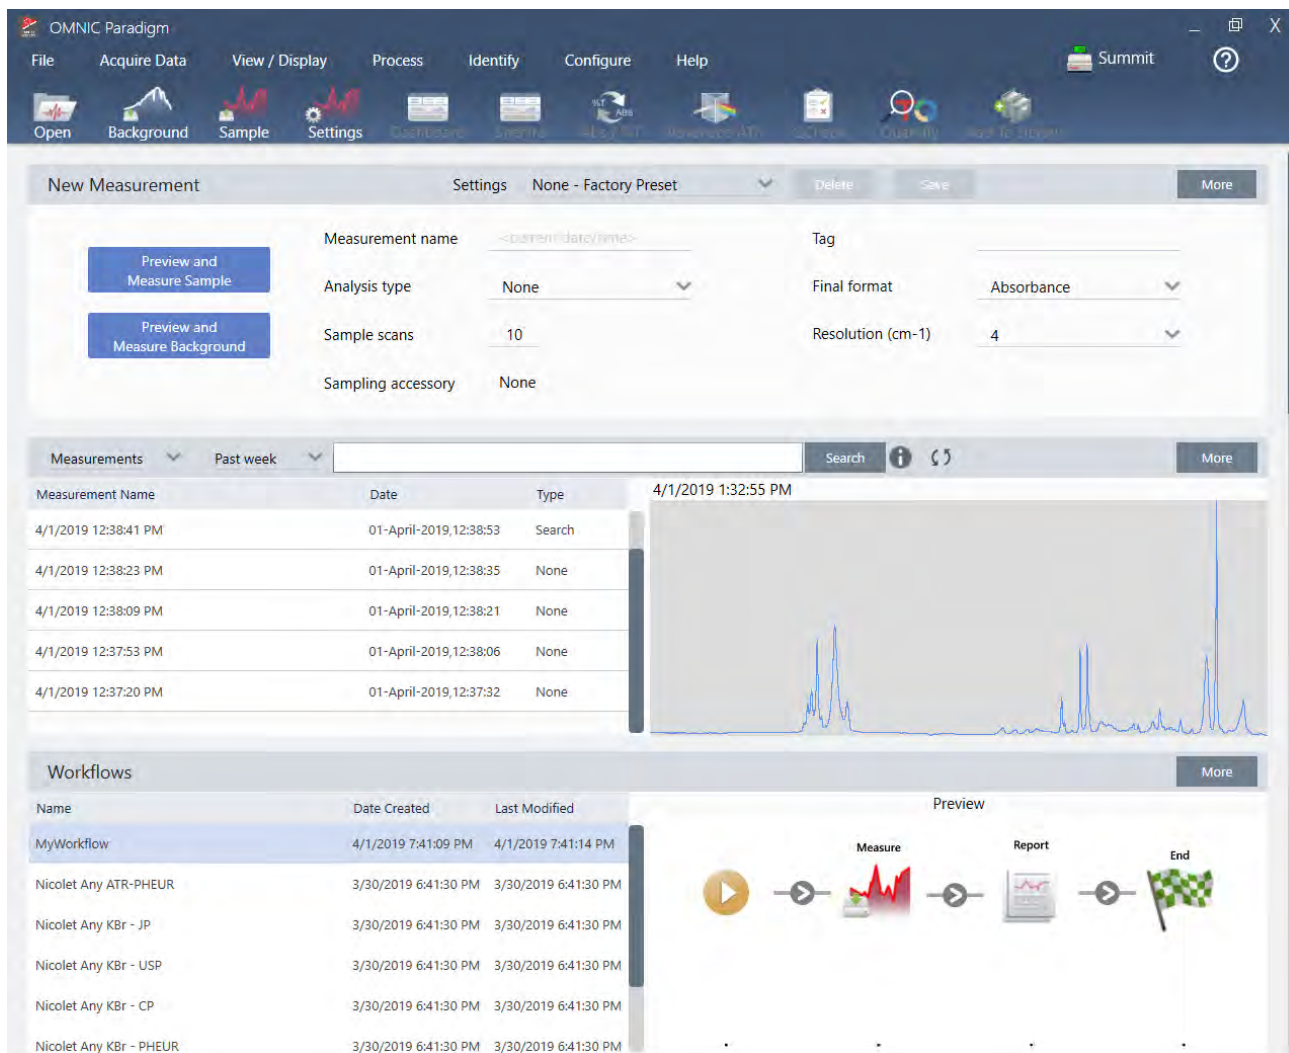 OMNIC Paradigm
File Acquire Data View / Display Process Identify Configure Help Summit
Open Background Sample Settings Dashboard Spectra Abs / %T Advanced ATR QCheck Quantify Add To Library
New Measurement Settings None - Factory Preset Delete Save More
Preview and
Measure Sample
Preview and
Measure Background
Measurement name <current date/time> Tag
Analysis type None Final format Absorbance
Sample scans 10 Resolution (cm-1) 4
Sampling accessory None
Measurements Past week Search More
Measurement Name Date Type 4/1/2019 1:32:55 PM
4/1/2019 12:38:41 PM 01-April-2019,12:38:53 Search
4/1/2019 12:38:23 PM 01-April-2019,12:38:35 None
4/1/2019 12:38:09 PM 01-April-2019,12:38:21 None
4/1/2019 12:37:53 PM 01-April-2019,12:38:06 None
4/1/2019 12:37:20 PM 01-April-2019,12:37:32 None
Workflows More
Name Date Created Last Modified Preview
MyWorkflow 4/1/2019 7:41:09 PM 4/1/2019 7:41:14 PM
Nicolet Any ATR-PHEUR 3/30/2019 6:41:30 PM 3/30/2019 6:41:30 PM
Nicolet Any KBr - JP 3/30/2019 6:41:30 PM 3/30/2019 6:41:30 PM
Nicolet Any KBr - USP 3/30/2019 6:41:30 PM 3/30/2019 6:41:30 PM
Nicolet Any KBr - CP 3/30/2019 6:41:30 PM 3/30/2019 6:41:30 PM
Nicolet Any KBr - PHEUR 3/30/2019 6:41:30 PM 3/30/2019 6:41:30 PM
Measure Report End